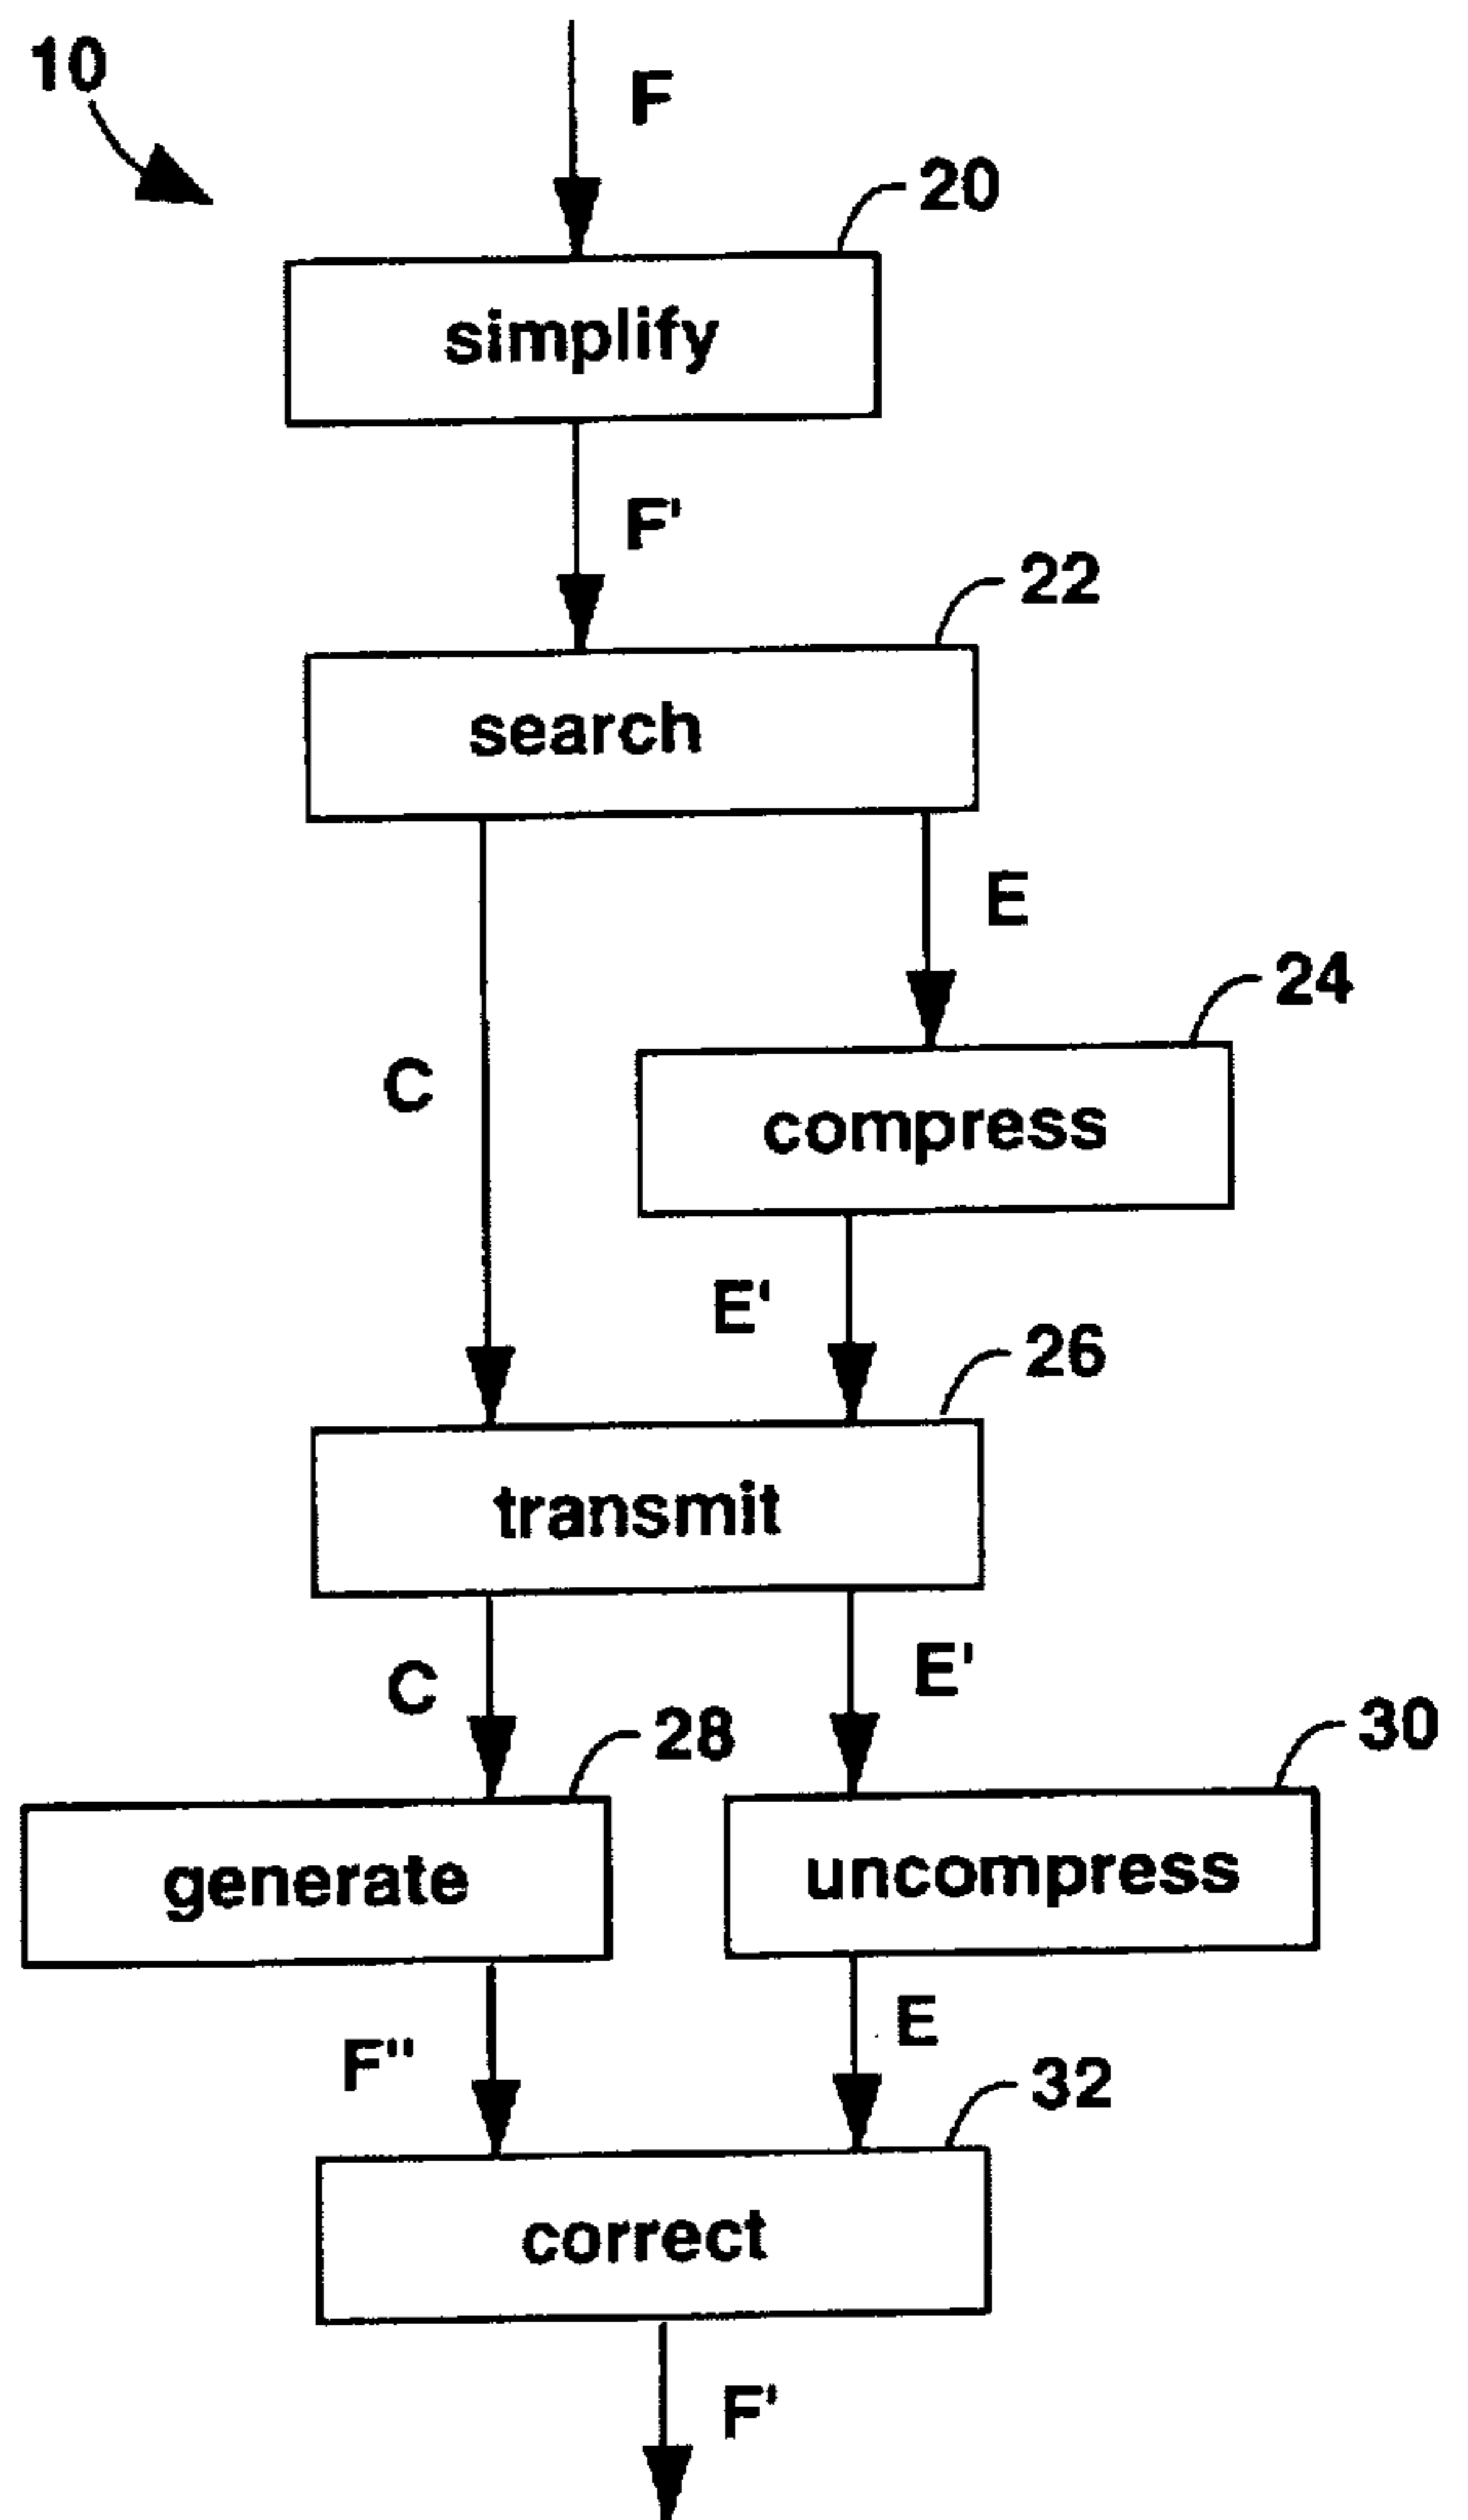 10
F
20
simplify
F'
22
search
E
24
C
compress
E'
26
transmit
C
E'
28
30
generate
uncompress
F"
E
32
correct
F'